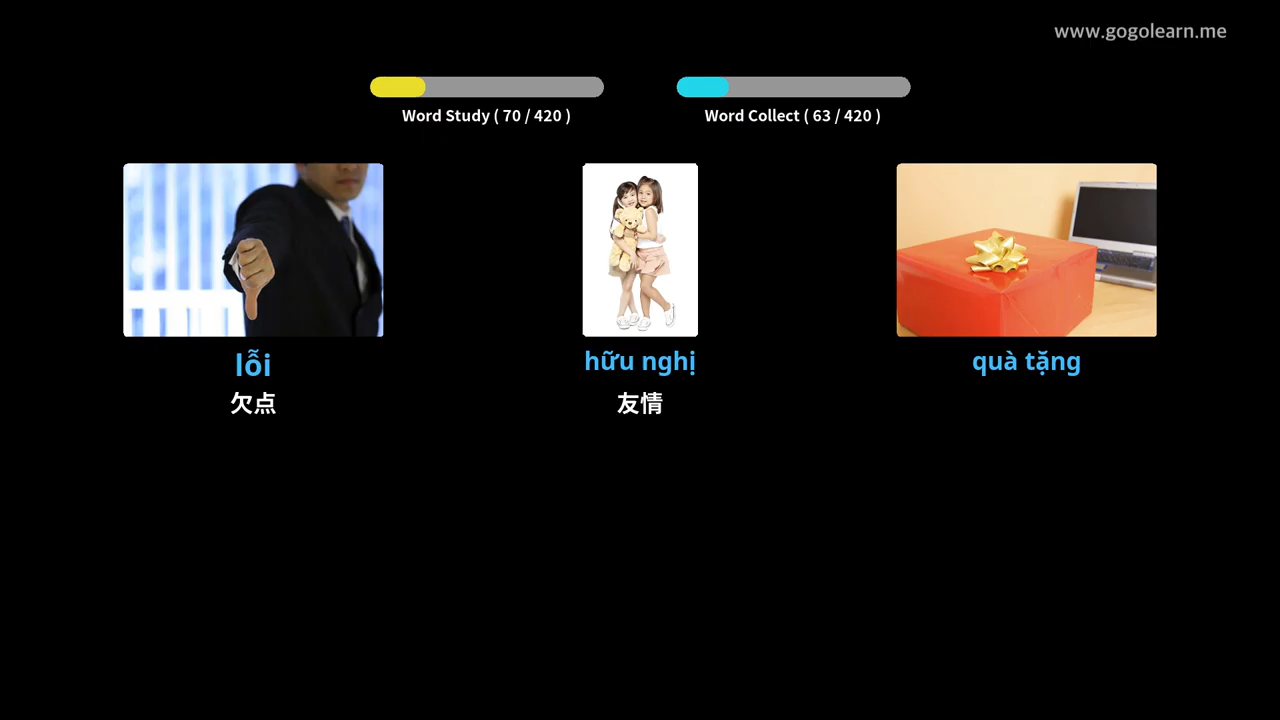 www.gogolearn.me
Word Study ( 70 / 420 )
Word Collect ( 63 / 420 )
lỗi
hữu nghị
quà tặng
欠点
友情